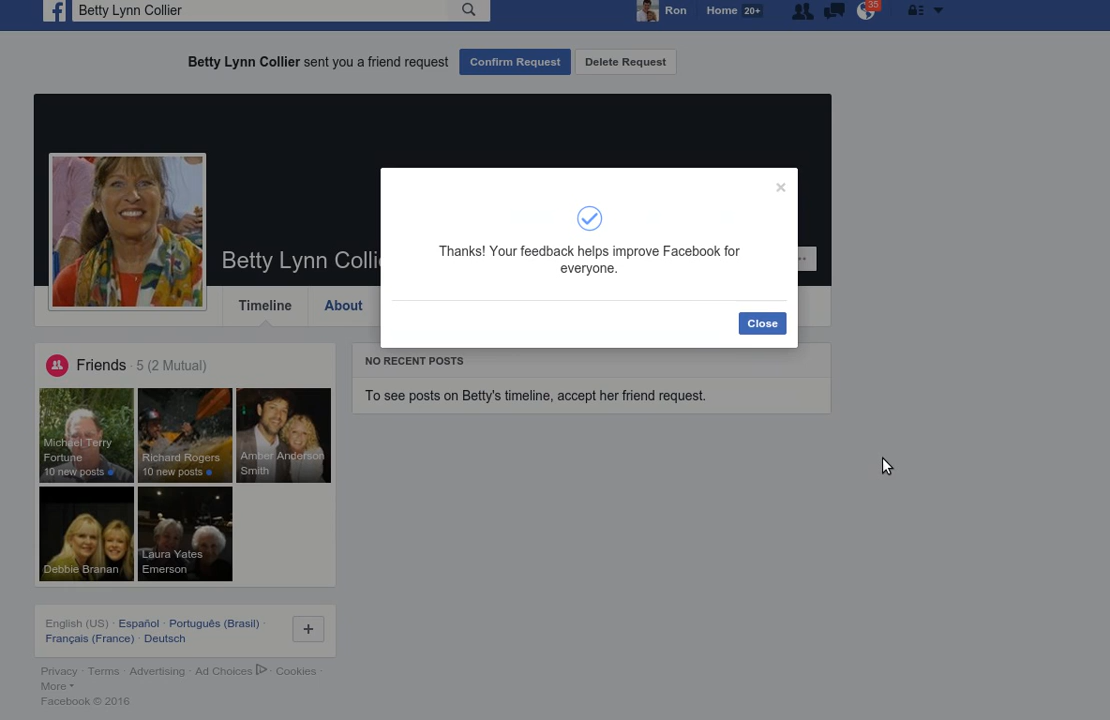 f
Betty Lynn Collier
Ron
Home 20+
35
Betty Lynn Collier sent you a friend request
Confirm Request
Delete Request
Thanks! Your feedback helps improve Facebook for
everyone.
Close
Betty Lynn Collie
Timeline
About
Friends · 5 (2 Mutual)
Michael Terry
Fortune
10 new posts
Richard Rogers
10 new posts
Amber Anderson
Smith
Debbie Branan
Laura Yates
Emerson
NO RECENT POSTS
To see posts on Betty's timeline, accept her friend request.
English (US) · Español · Português (Brasil) ·
Français (France) · Deutsch
Privacy · Terms · Advertising · Ad Choices · Cookies ·
More
Facebook © 2016